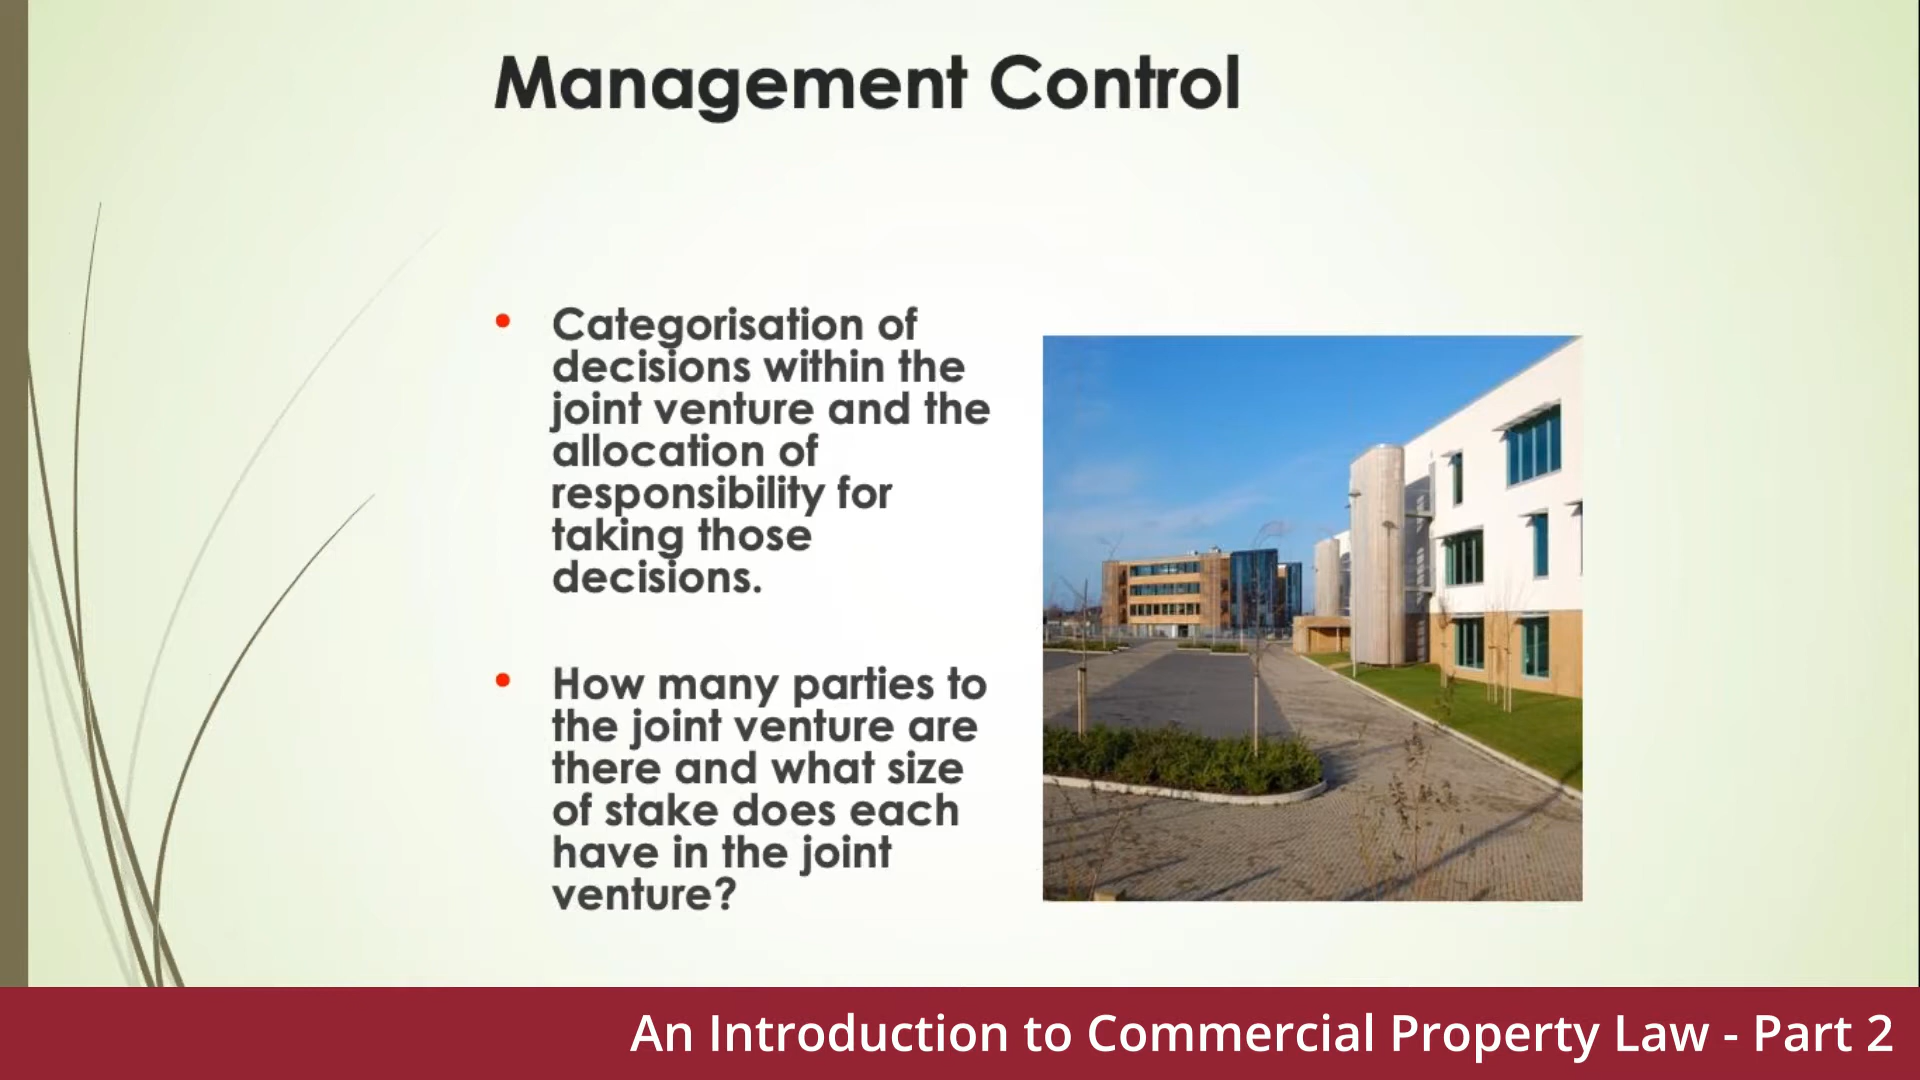 Management Control
• Categorisation of
decisions within the
joint venture and the
allocation of
responsibility for
taking those
decisions.
• How many parties to
the joint venture are
there and what size
of stake does each
have in the joint
venture?
An Introduction to Commercial Property Law - Part 2